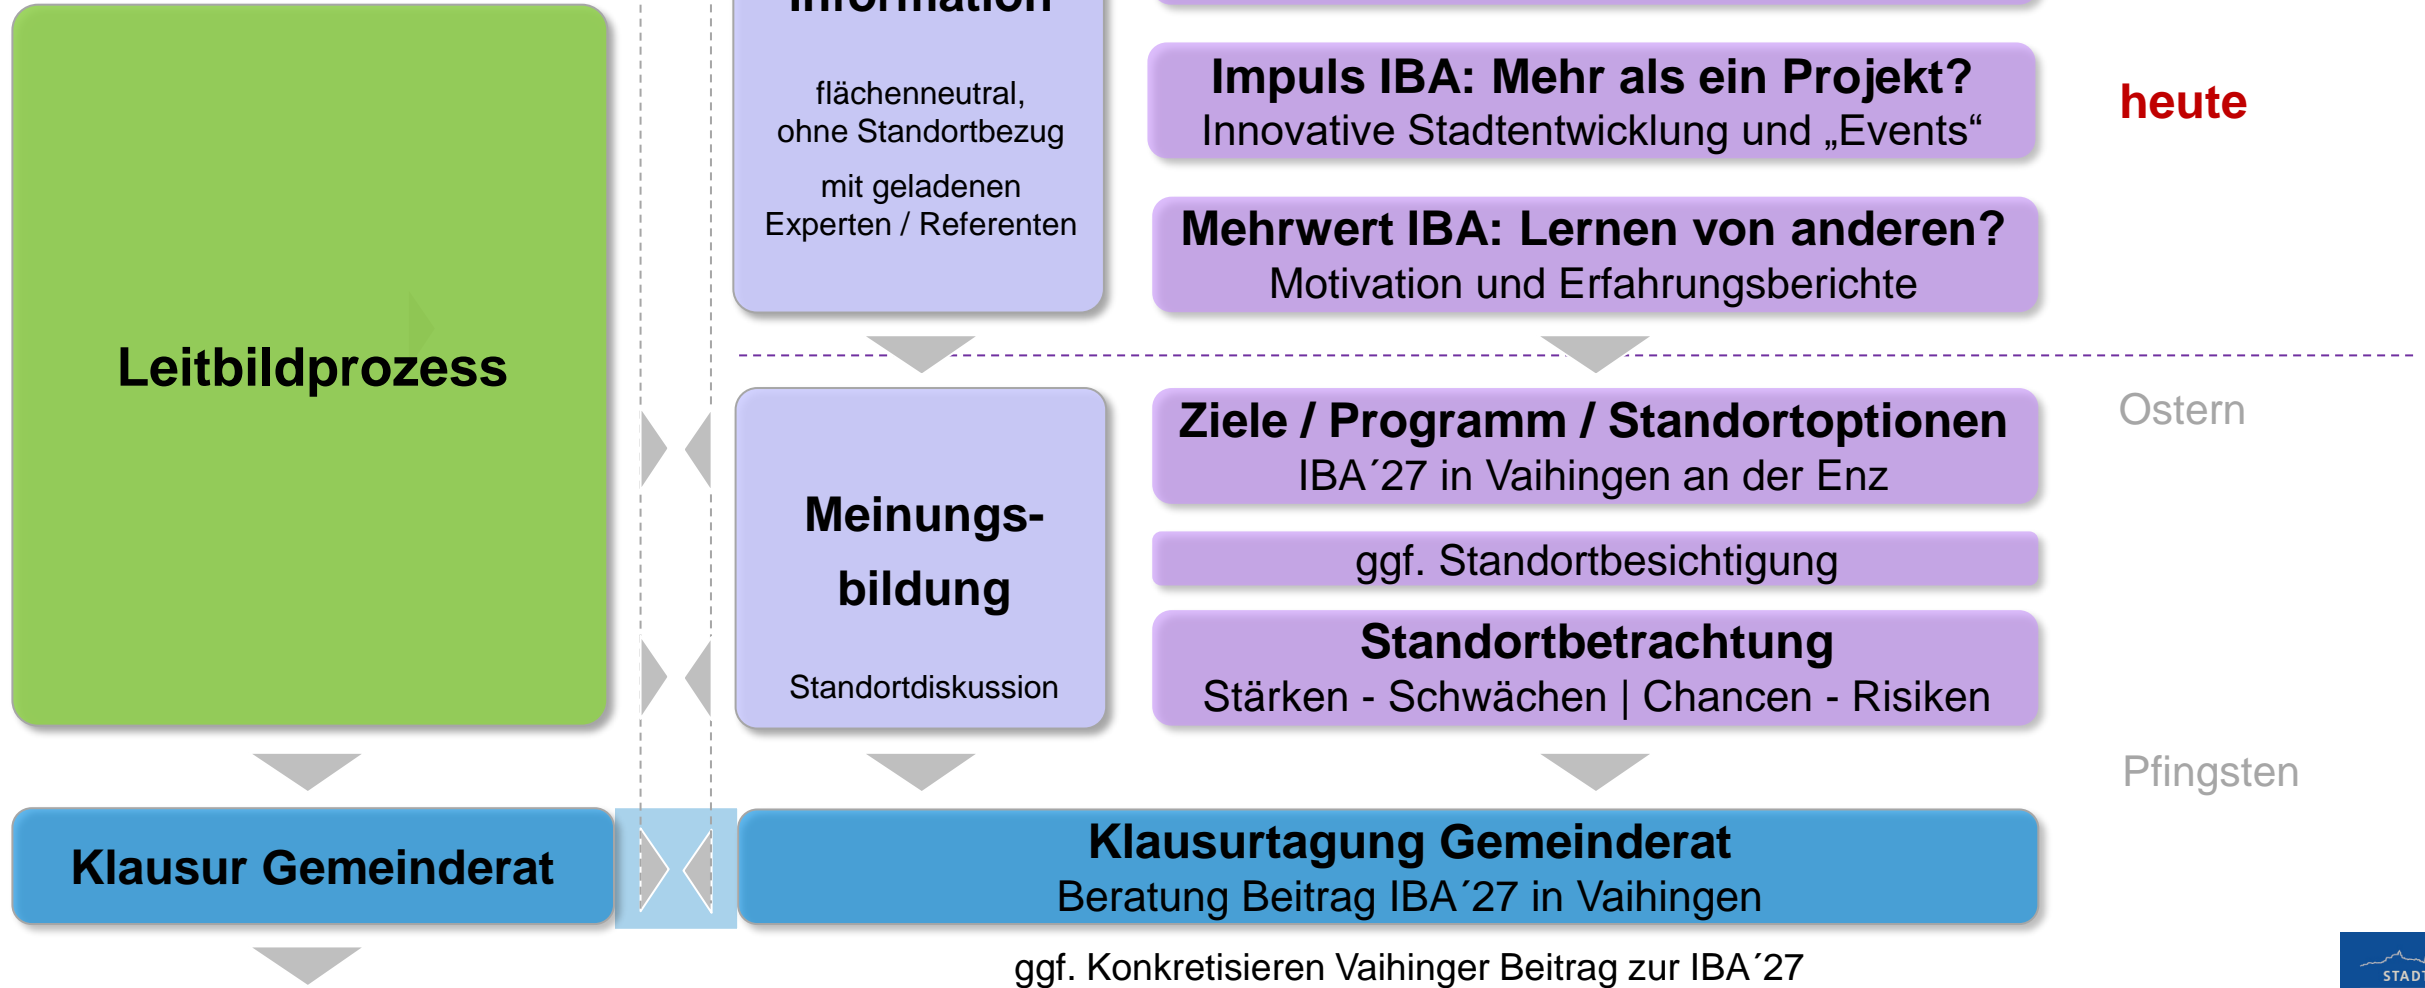 Information
flächenneutral,
ohne Standortbezug
mit geladenen
Experten / Referenten
Impuls IBA: Mehr als ein Projekt?
Innovative Stadtentwicklung und „Events“
heute
Mehrwert IBA: Lernen von anderen?
Motivation und Erfahrungsberichte
Leitbildprozess
Ostern
Meinungs-
bildung
Standortdiskussion
Ziele / Programm / Standortoptionen
IBA´27 in Vaihingen an der Enz
ggf. Standortbesichtigung
Standortbetrachtung
Stärken - Schwächen | Chancen - Risiken
Pfingsten
Klausur Gemeinderat
Klausurtagung Gemeinderat
Beratung Beitrag IBA´27 in Vaihingen
ggf. Konkretisieren Vaihinger Beitrag zur IBA´27
STADT